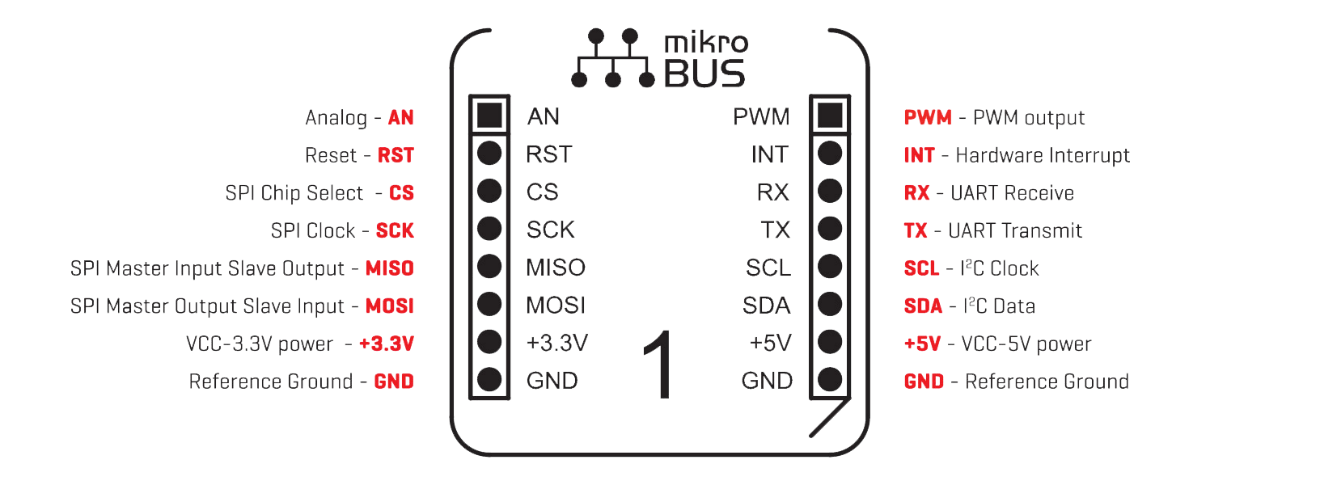 mikro
BUS
Analog - AN
Reset - RST
SPI Chip Select - CS
SPI Clock - SCK
SPI Master Input Slave Output - MISO
SPI Master Output Slave Input - MOSI
VCC-3.3V power - +3.3V
Reference Ground - GND
AN
RST
CS
SCK
MISO
MOSI
+3.3V
GND
1
PWM
INT
RX
TX
SCL
SDA
+5V
GND
PWM - PWM output
INT - Hardware Interrupt
RX - UART Receive
TX - UART Transmit
SCL - I²C Clock
SDA - I²C Data
+5V - VCC-5V power
GND - Reference Ground